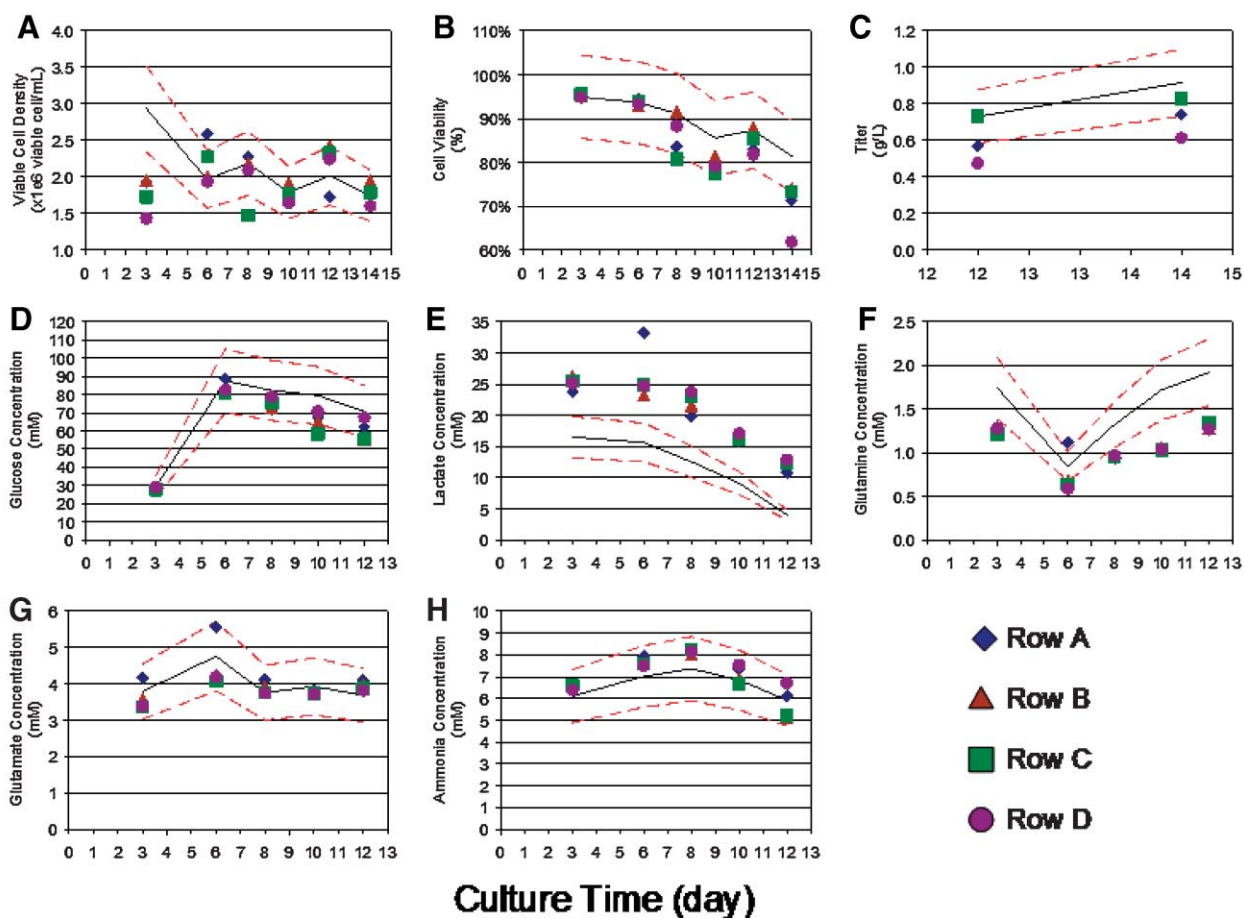 A
Viable Cell Density
(x1e6 viable cell/mL)
4.0
3.5
3.0
2.5
2.0
1.5
1.0
0 0 1 2 3 4 5 6 7 8 9 10 11 12 13 14 15
B
Cell Viability
(%)
110%
100%
90%
80%
70%
60%
0 0 1 2 3 4 5 6 7 8 9 10 11 12 13 14 15
C
Titer
(g/L)
1.2
1.0
0.8
0.6
0.4
0.2
0.0
12 12 13 13 14 14 15
D
Glucose Concentration
(mM)
120
110
100
90
80
70
60
50
40
30
20
10
0
0 1 2 3 4 5 6 7 8 9 10 11 12 13
E
Lactate Concentration
(mM)
35
30
25
20
15
10
5
0
0 1 2 3 4 5 6 7 8 9 10 11 12 13
F
Glutamine Concentration
(mM)
2.5
2.0
1.5
1.0
0.5
0.0
0 1 2 3 4 5 6 7 8 9 10 11 12 13
G
Glutamate Concentration
(mM)
6
5
4
3
2
1
0
0 1 2 3 4 5 6 7 8 9 10 11 12 13
H
Ammonia Concentration
(mM)
10
9
8
7
6
5
4
3
2
1
0
0 1 2 3 4 5 6 7 8 9 10 11 12 13
Row A
Row B
Row C
Row D
Culture Time (day)